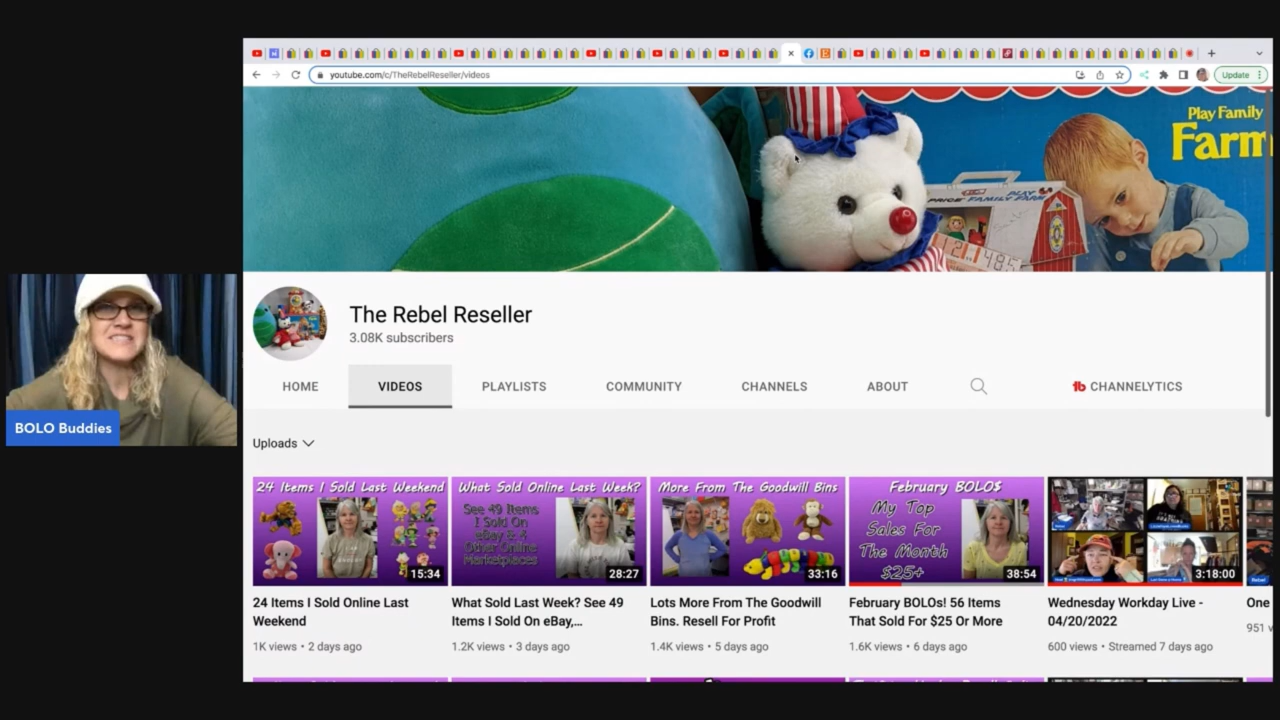 youtube.com/c/TheRebelReseller/videos
Update
Play Family
Farm
PLAY
PRICE FAMILY FARM
The Rebel Reseller
3.08K subscribers
HOME
VIDEOS
PLAYLISTS
COMMUNITY
CHANNELS
ABOUT
tb CHANNELYTICS
BOLO Buddies
Uploads
24 Items I Sold Last Weekend
15:34
What Sold Online Last Week?
See 49 Items
I Sold On
eBay & 4
Other Online
Marketplaces
28:27
More From The Goodwill Bins
33:16
February BOLO$
My Top
Sales For
The Month
$25+
38:54
3:18:00
24 Items I Sold Online Last
Weekend
1K views • 2 days ago
What Sold Last Week? See 49
Items I Sold On eBay,...
1.2K views • 3 days ago
Lots More From The Goodwill
Bins. Resell For Profit
1.4K views • 5 days ago
February BOLOs! 56 Items
That Sold For $25 Or More
1.6K views • 6 days ago
Wednesday Workday Live -
04/20/2022
600 views • Streamed 7 days ago
One
951 v